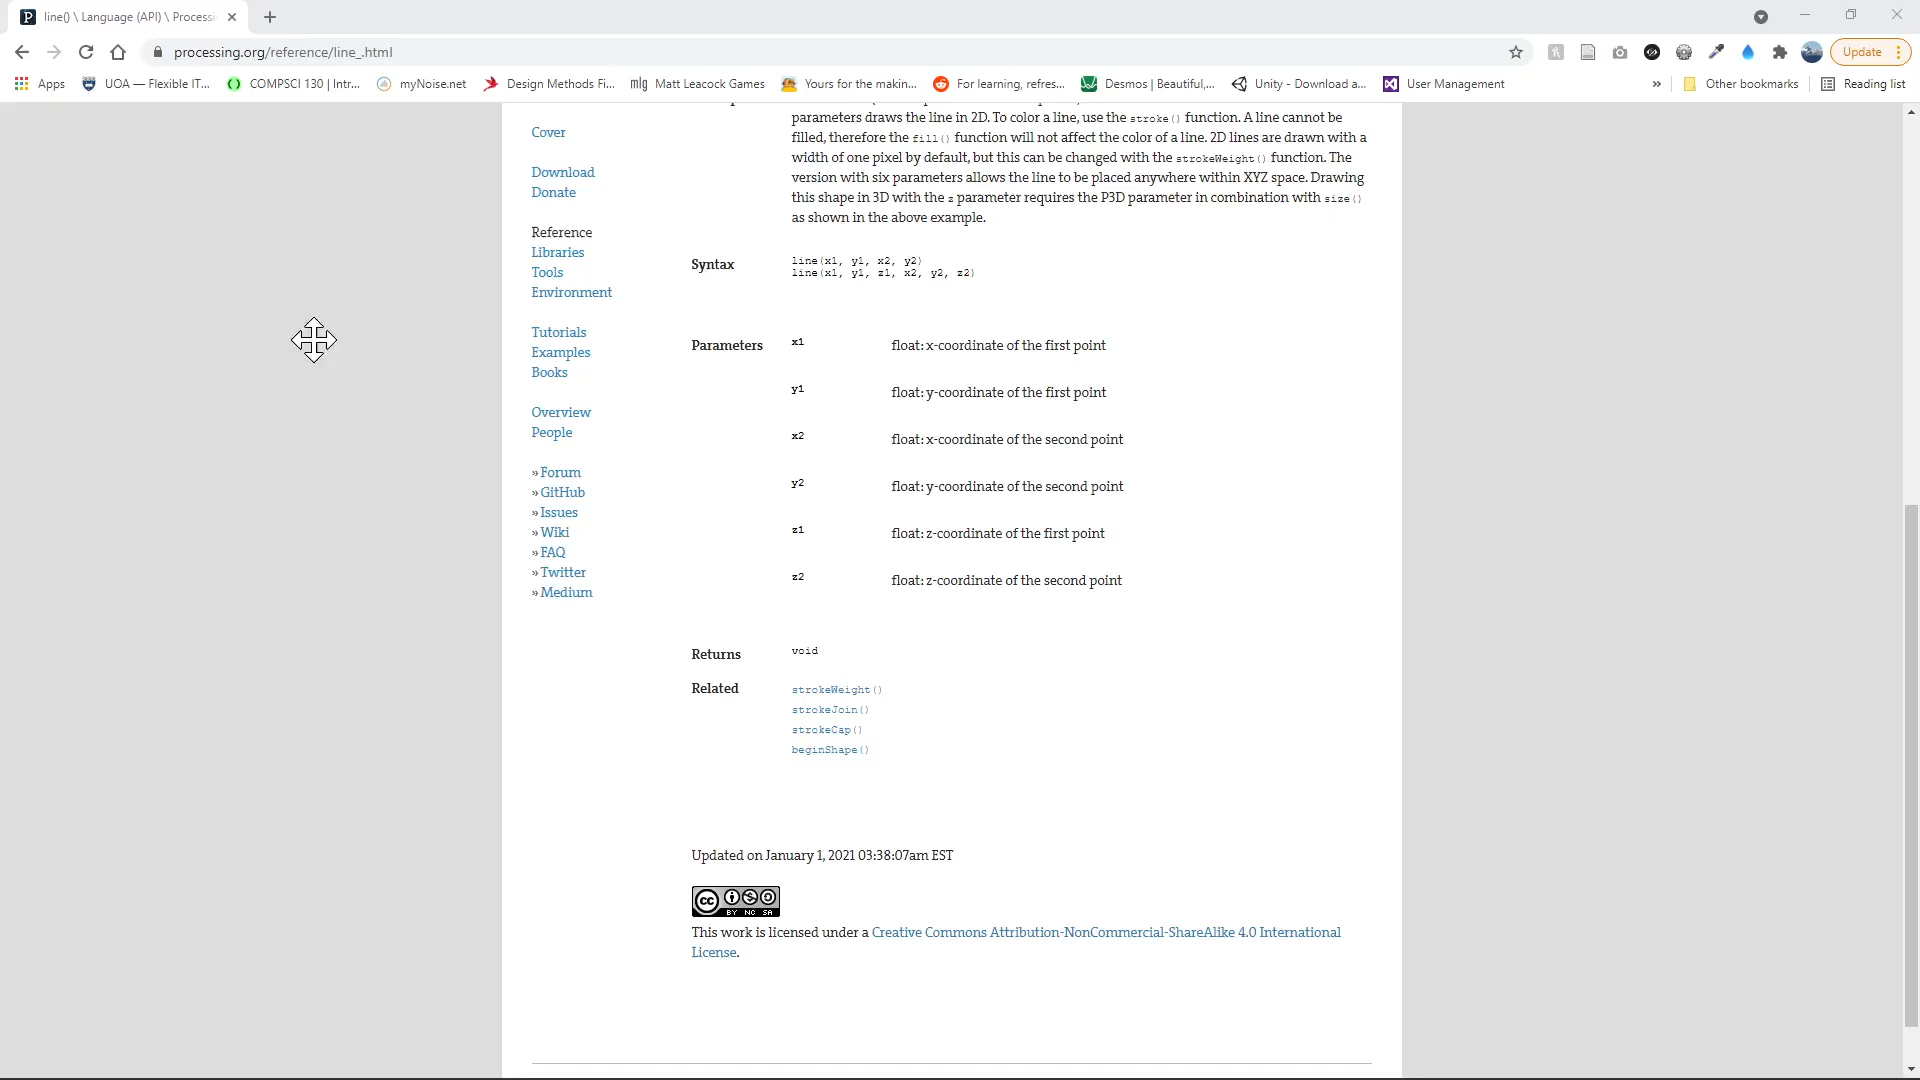 line() \ Language (API) \ Processi
processing.org/reference/line_.html
Update
Apps
UOA — Flexible IT...
COMPSCI 130 | Intr...
myNoise.net
Design Methods Fi...
Matt Leacock Games
Yours for the makin...
For learning, refres...
Desmos | Beautiful,...
Unity - Download a...
User Management
»
Other bookmarks
Reading list
Cover
Download
Donate
Reference
Libraries
Tools
Environment
Tutorials
Examples
Books
Overview
People
» Forum
» GitHub
» Issues
» Wiki
» FAQ
» Twitter
» Medium
parameters draws the line in 2D. To color a line, use the stroke() function. A line cannot be
filled, therefore the fill() function will not affect the color of a line. 2D lines are drawn with a
width of one pixel by default, but this can be changed with the strokeWeight() function. The
version with six parameters allows the line to be placed anywhere within XYZ space. Drawing
this shape in 3D with the z parameter requires the P3D parameter in combination with size()
as shown in the above example.
Syntax
line(x1, y1, x2, y2)
line(x1, y1, z1, x2, y2, z2)
Parameters
x1 float: x-coordinate of the first point
y1 float: y-coordinate of the first point
x2 float: x-coordinate of the second point
y2 float: y-coordinate of the second point
z1 float: z-coordinate of the first point
z2 float: z-coordinate of the second point
Returns void
Related
strokeWeight()
strokeJoin()
strokeCap()
beginShape()
Updated on January 1, 2021 03:38:07am EST
cc
BY NC SA
This work is licensed under a Creative Commons Attribution-NonCommercial-ShareAlike 4.0 International
License.